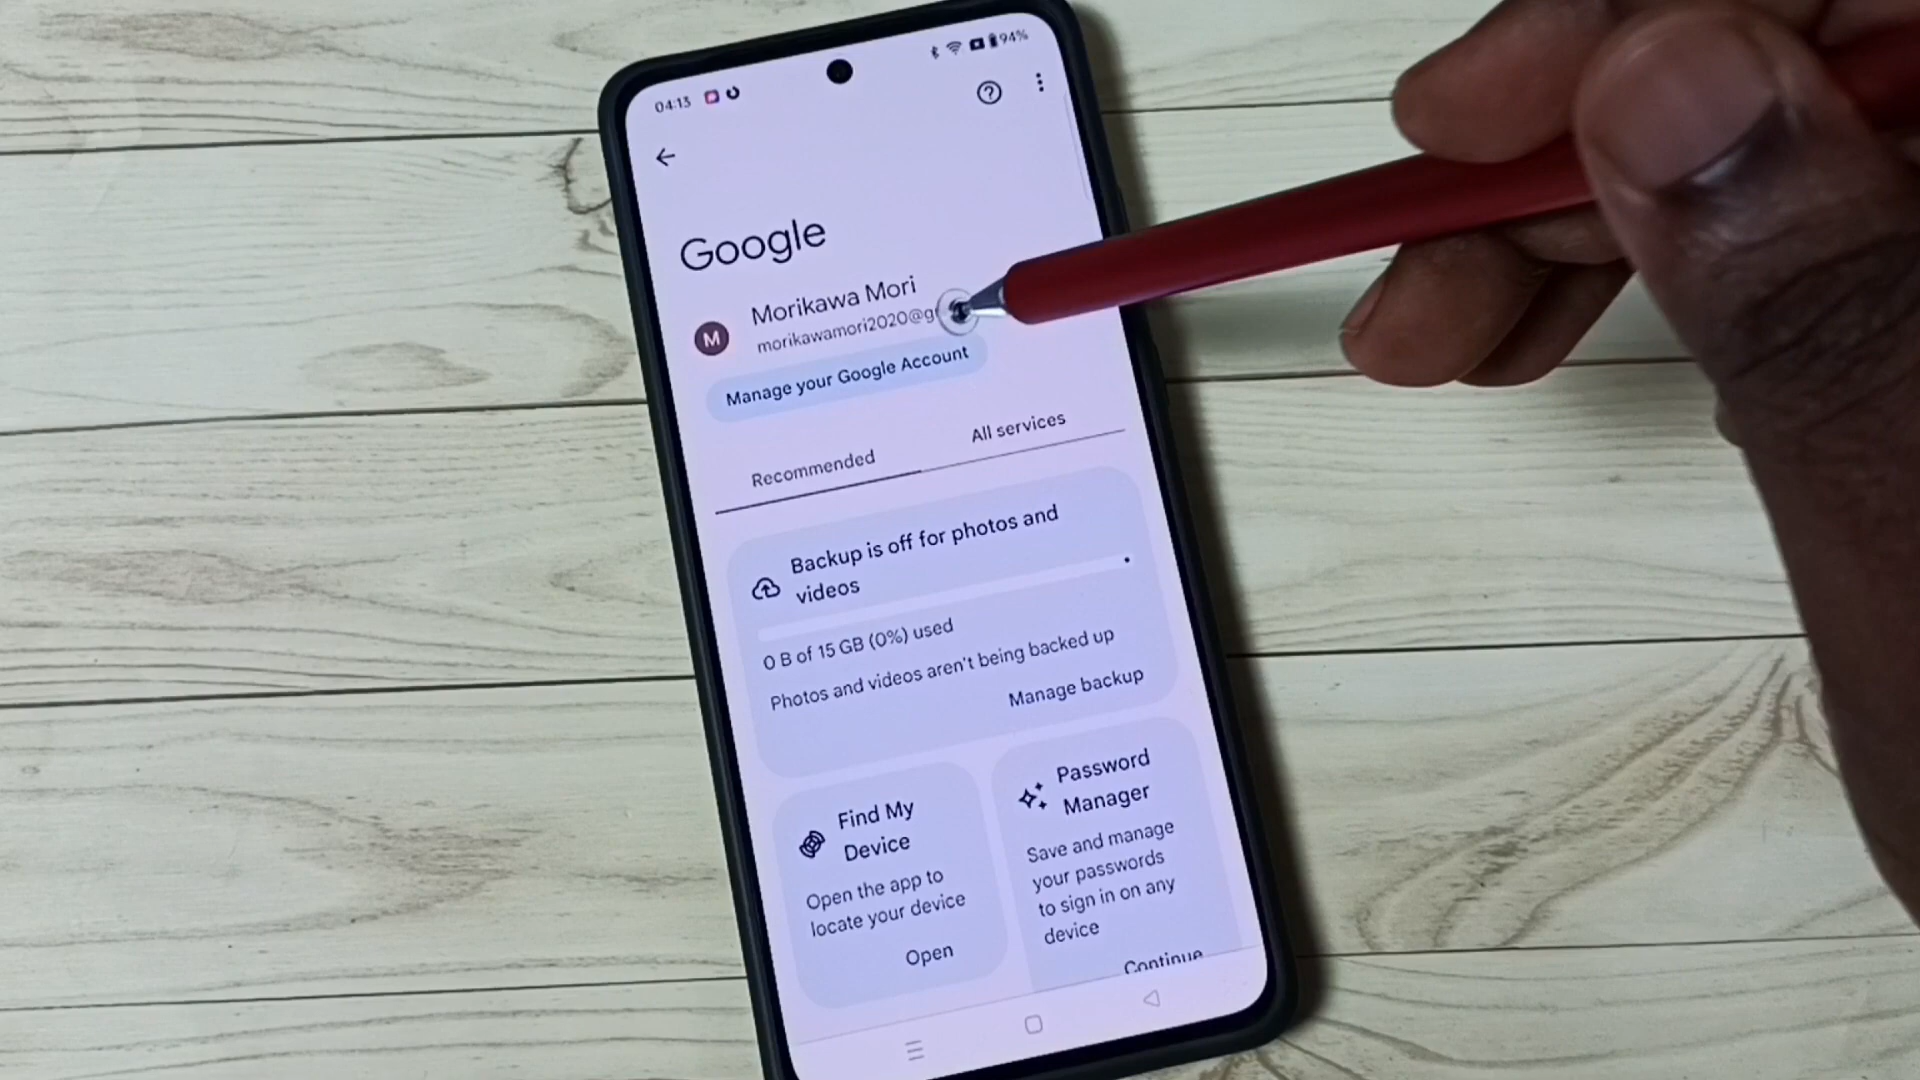 04:13
94%
Google
M
Morikawa Mori
morikawamori2020@g
Manage your Google Account
Recommended
All services
Backup is off for photos and
videos
0 B of 15 GB (0%) used
Photos and videos aren't being backed up
Manage backup
Find My
Device
Open the app to
locate your device
Open
Password
Manager
Save and manage
your passwords
to sign in on any
device
Continue